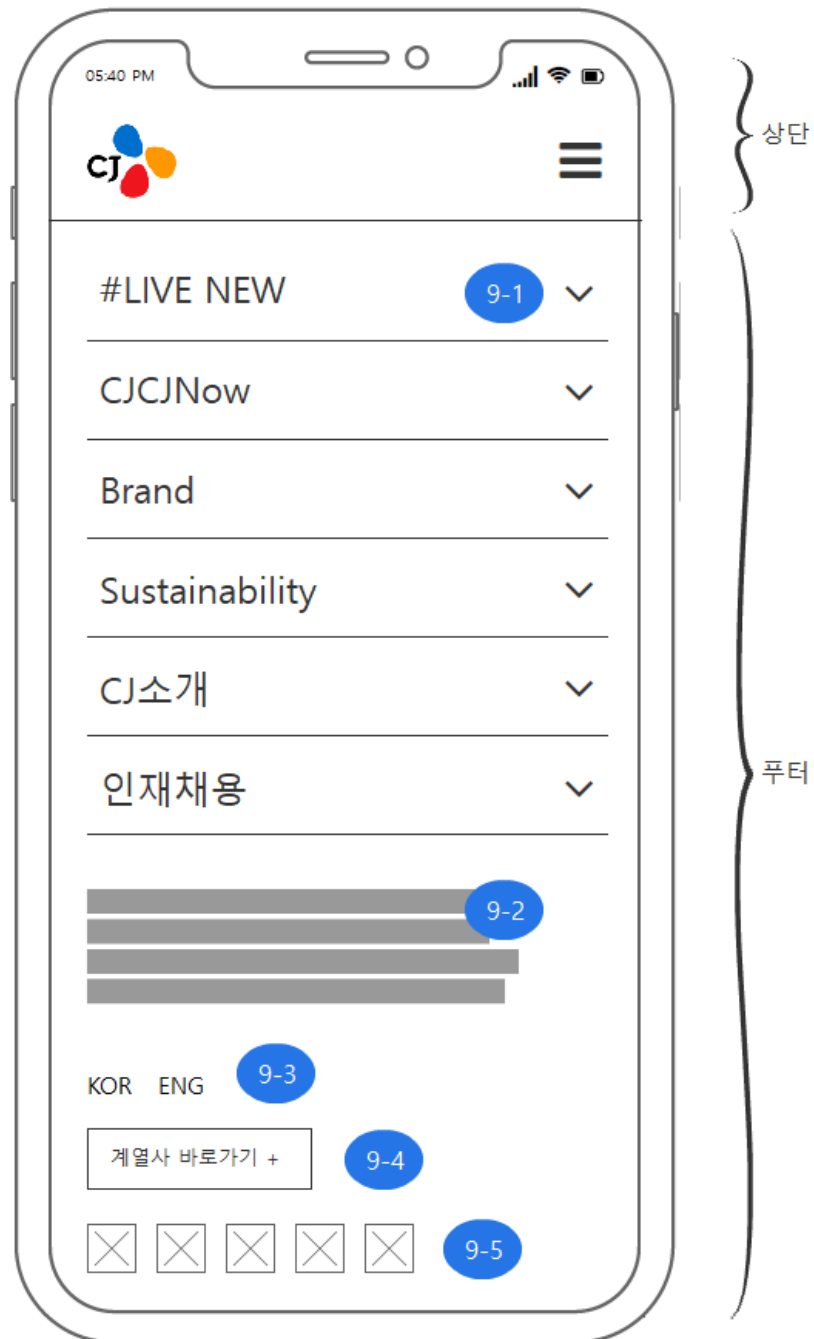 05:40 PM
상단
CJ
#LIVE NEW
9-1
CJCJNow
Brand
Sustainability
CJ소개
푸터
인재채용
9-2
KOR ENG
9-3
계열사 바로가기 +
9-4
9-5